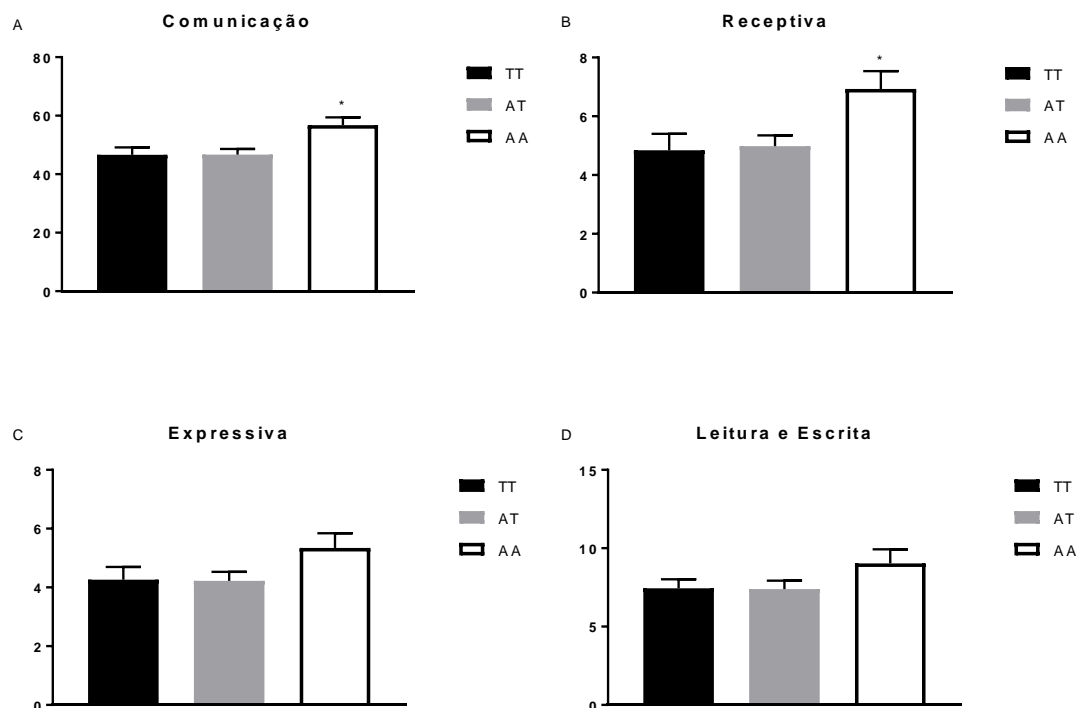 A
Comunicação
80
60
40
20
0
*
TT
AT
AA
B
Receptiva
8
6
4
2
0
*
TT
AT
AA
C
Expressiva
8
6
4
2
0
TT
AT
AA
D
Leitura e Escrita
15
10
5
0
TT
AT
AA